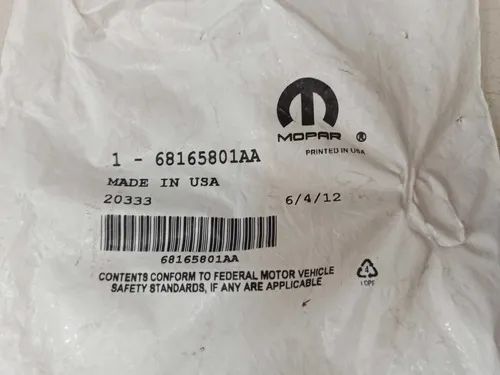 MOPAR ®
PRINTED IN USA
1 - 68165801AA
MADE IN USA
20333 6/4/12
68165801AA
CONTENTS CONFORM TO FEDERAL MOTOR VEHICLE
SAFETY STANDARDS, IF ANY ARE APPLICABLE
4
LDPE